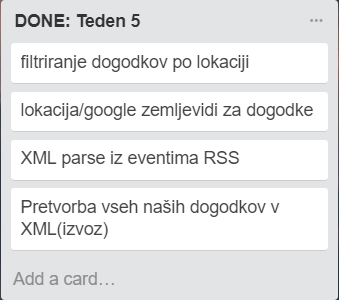 DONE: Teden 5
filtriranje dogodkov po lokaciji
lokacija/google zemljevidi za dogodke
XML parse iz eventima RSS
Pretvorba vseh naših dogodkov v
XML(izvoz)
Add a card...